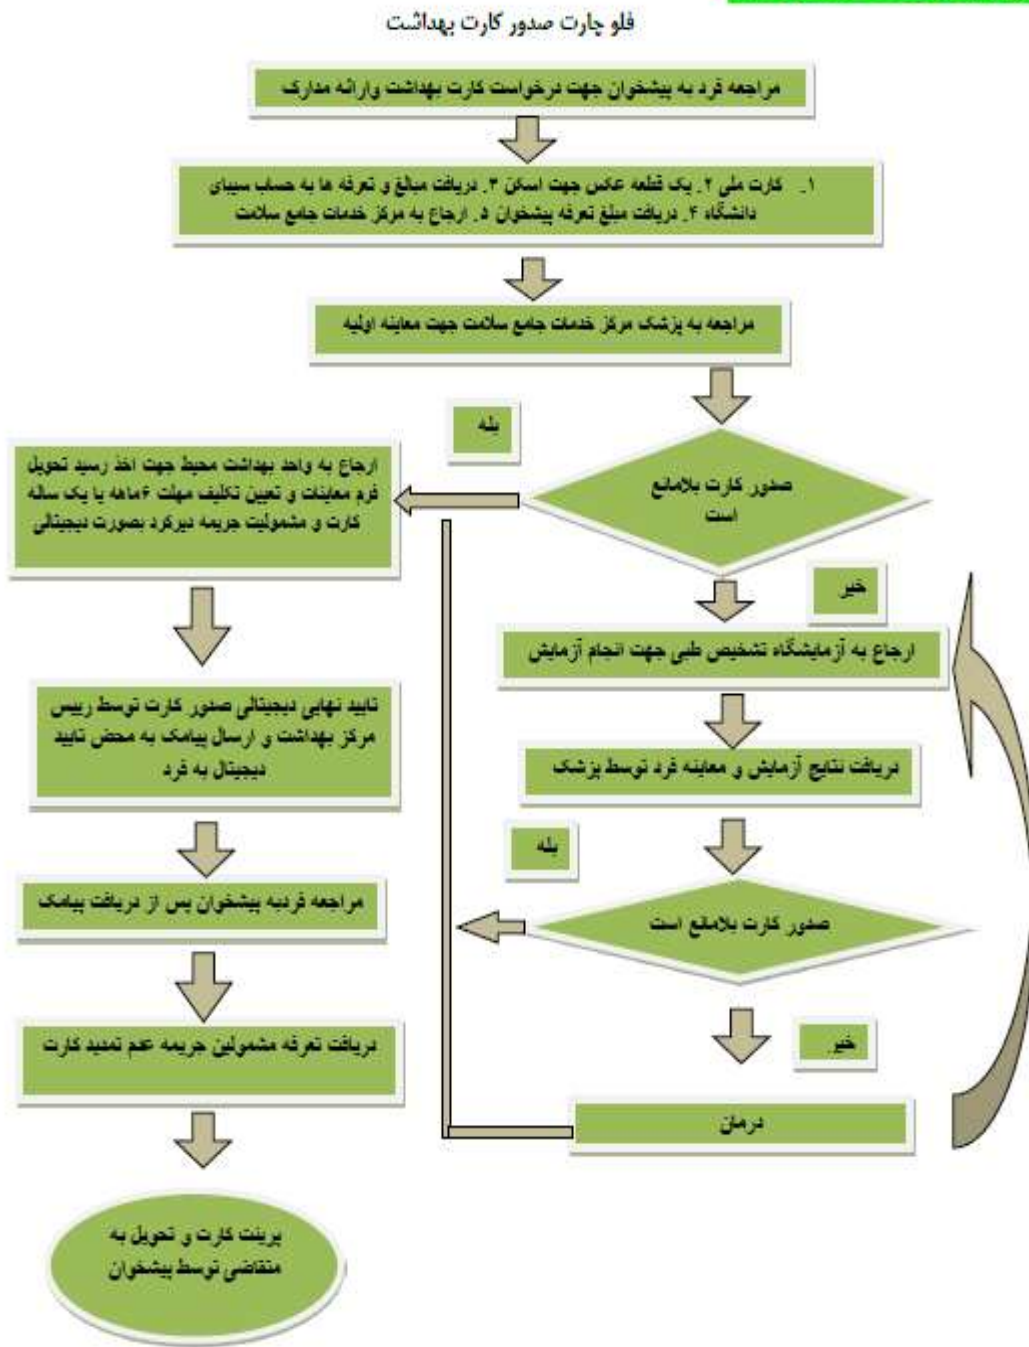 فلو چارت صدور کارت بهداشت
مراجعه فرد به پیشخوان جهت درخواست کارت بهداشت وارائه مدارک
۱. کارت ملی ۲. یک قطعه عکس جهت اسکن ۳. دریافت مبالغ و تعرفه ها به حساب سیبای
دانشگاه ۴. دریافت مبلغ تعرفه پیشخوان ۵. ارجاع به مرکز خدمات جامع سلامت
مراجعه به پزشک مرکز خدمات جامع سلامت جهت معاینه اولیه
صدور کارت بلامانع
است
بله
ارجاع به واحد بهداشت محیط جهت اخذ رسید تحویل
فرم معاینات و تعیین تکلیف مهلت ۶ماهه یا یک ساله
کارت و مشمولیت جریمه دیرکرد بصورت دیجیتالی
خیر
ارجاع به آزمایشگاه تشخیص طبی جهت انجام آزمایش
دریافت نتایج آزمایش و معاینه فرد توسط پزشک
بله
صدور کارت بلامانع است
خیر.
درمان
تایید نهایی دیجیتالی صدور کارت توسط رییس
مرکز بهداشت و ارسال پیامک به محض تایید
دیجیتال به فرد
مراجعه فردبه پیشخوان پس از دریافت پیامک
دریافت تعرفه مشمولین جریمه عدم تمدید کارت
پرینت کارت و تحویل به
متقاضی توسط پیشخوان